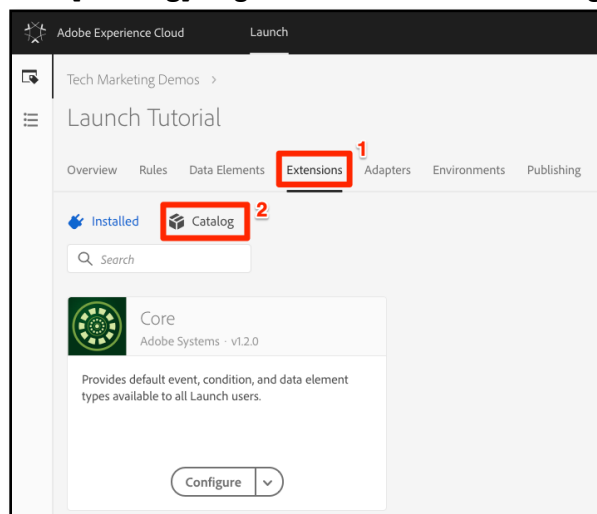 Adobe Experience Cloud Launch
Tech Marketing Demos >
Launch Tutorial
1
Overview Rules Data Elements Extensions Adapters Environments Publishing
2
Installed Catalog
Search
Core
Adobe Systems · v1.2.0
Provides default event, condition, and data element
types available to all Launch users.
Configure